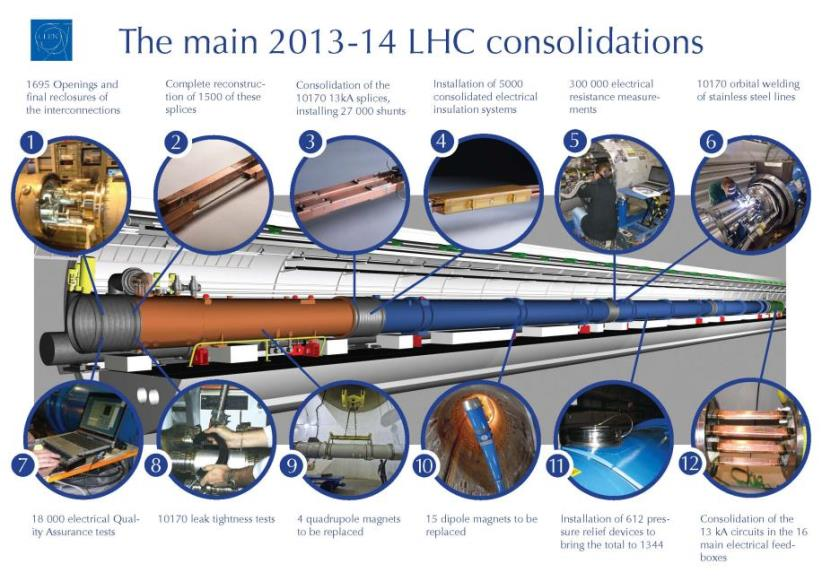 CERN
The main 2013-14 LHC consolidations
1695 Openings and
final reclosures of
the interconnections
Complete reconstruc-
tion of 1500 of these
splices
Consolidation of the
10170 13kA splices,
installing 27 000 shunts
Installation of 5000
consolidated electrical
insulation systems
300 000 electrical
resistance measure-
ments
10170 orbital welding
of stainless steel lines
1
2
3
4
5
6
7
8
9
10
11
12
18 000 electrical Qual-
ity Assurance tests
10170 leak tightness tests
4 quadrupole magnets
to be replaced
15 dipole magnets to be
replaced
Installation of 612 pres-
sure relief devices to
bring the total to 1344
Consolidation of the
13 kA circuits in the 16
main electrical feed-
boxes